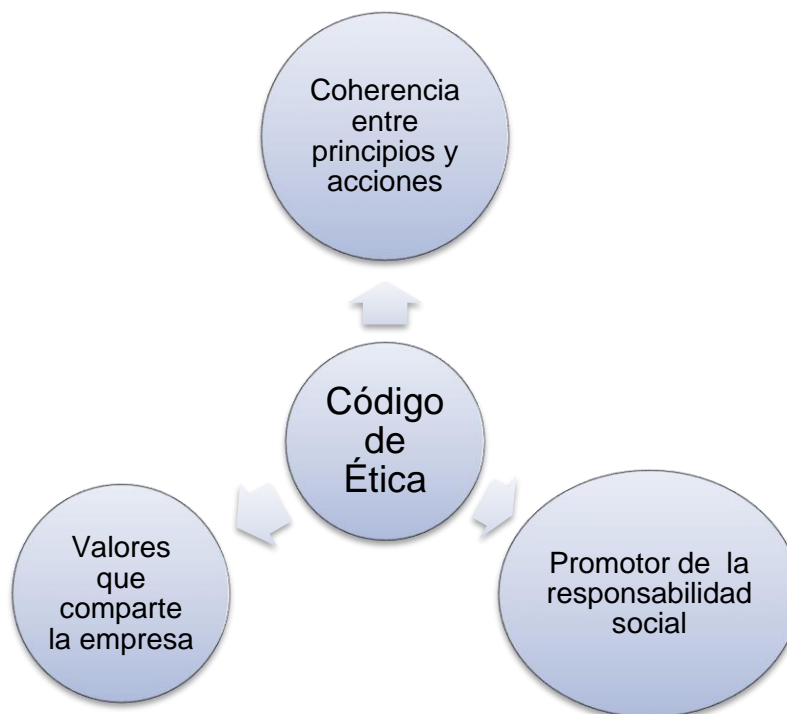 Coherencia
entre
principios y
acciones
Código
de
Ética
Valores
que
comparte
la empresa
Promotor de la
responsabilidad
social